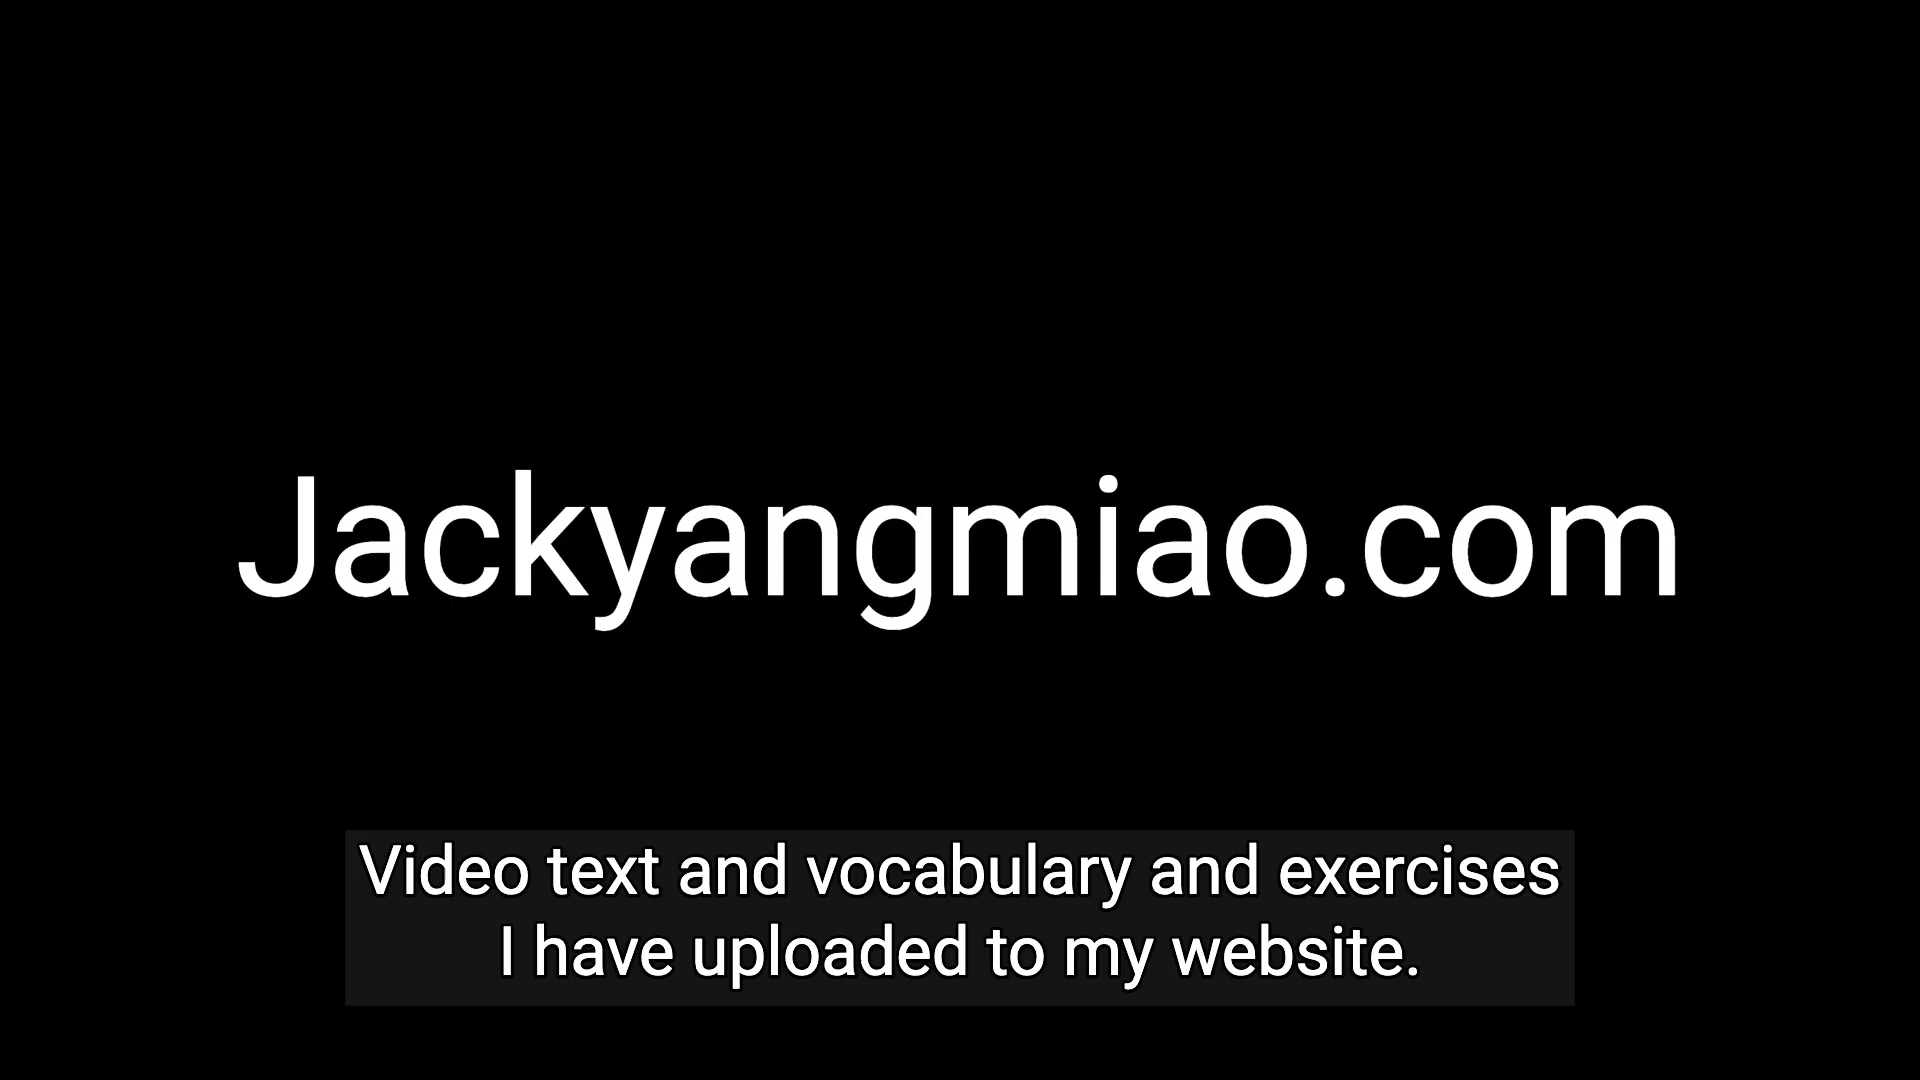 Jackyangmiao.com
Video text and vocabulary and exercises
I have uploaded to my website.